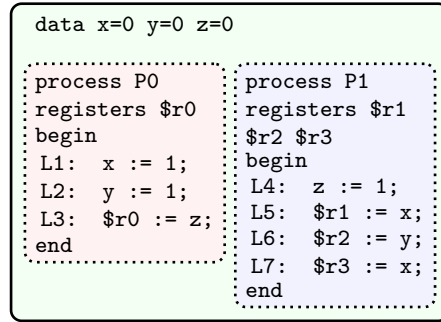 data x=0 y=0 z=0
process P0
registers $r0
begin
L1: x := 1;
L2: y := 1;
L3: $r0 := z;
end
process P1
registers $r1
$r2 $r3
begin
L4: z := 1;
L5: $r1 := x;
L6: $r2 := y;
L7: $r3 := x;
end